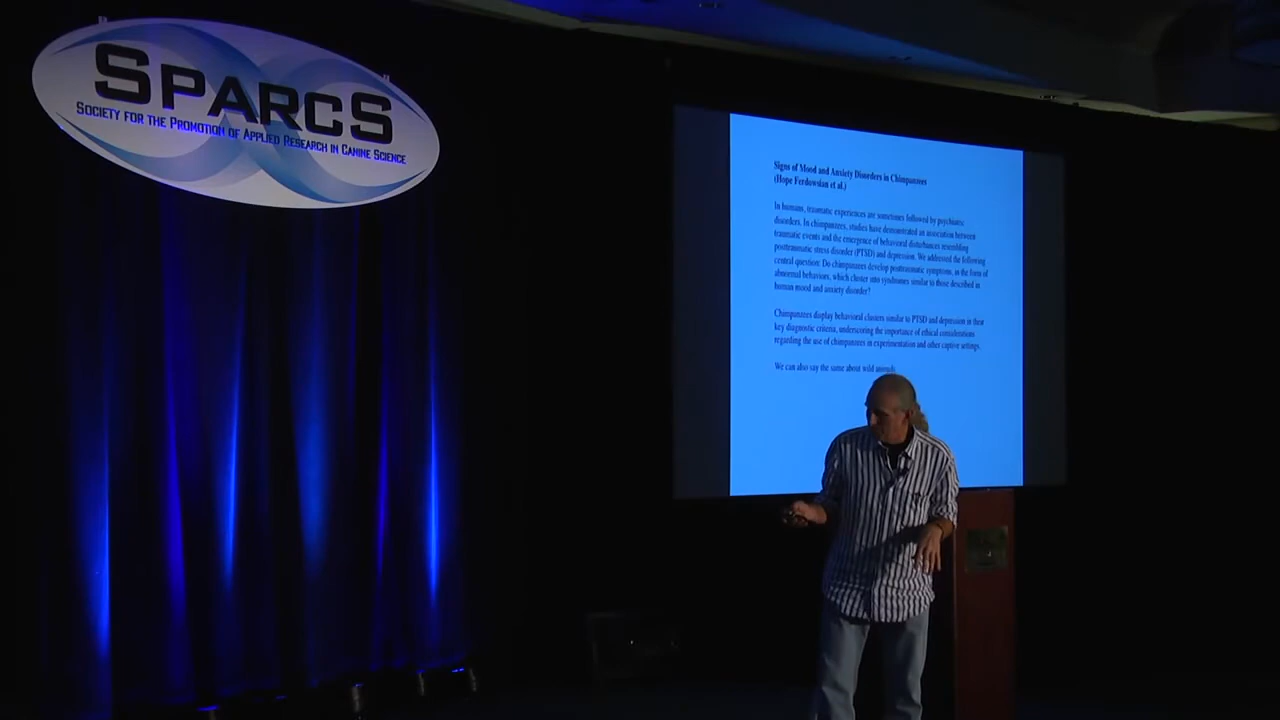 SPARCS
SOCIETY FOR THE PROMOTION OF APPLIED RESEARCH IN CANINE SCIENCE
Signs of Mood and Anxiety Disorders in Chimpanzees
(Hope Ferdowsian et al.)
In humans, traumatic experiences are sometimes followed by psychiatric
disorders. In chimpanzees, studies have demonstrated an association between
traumatic events and the emergence of behavioral disturbances resembling
posttraumatic stress disorder (PTSD) and depression. We addressed the following
central question: Do chimpanzees develop posttraumatic symptoms, in the form of
abnormal behaviors, which cluster into syndromes similar to those described in
human mood and anxiety disorder?
Chimpanzees display behavioral clusters similar to PTSD and depression in their
key diagnostic criteria, underscoring the importance of ethical considerations
regarding the use of chimpanzees in experimentation and other captive settings.
We can also say the same about wild animals